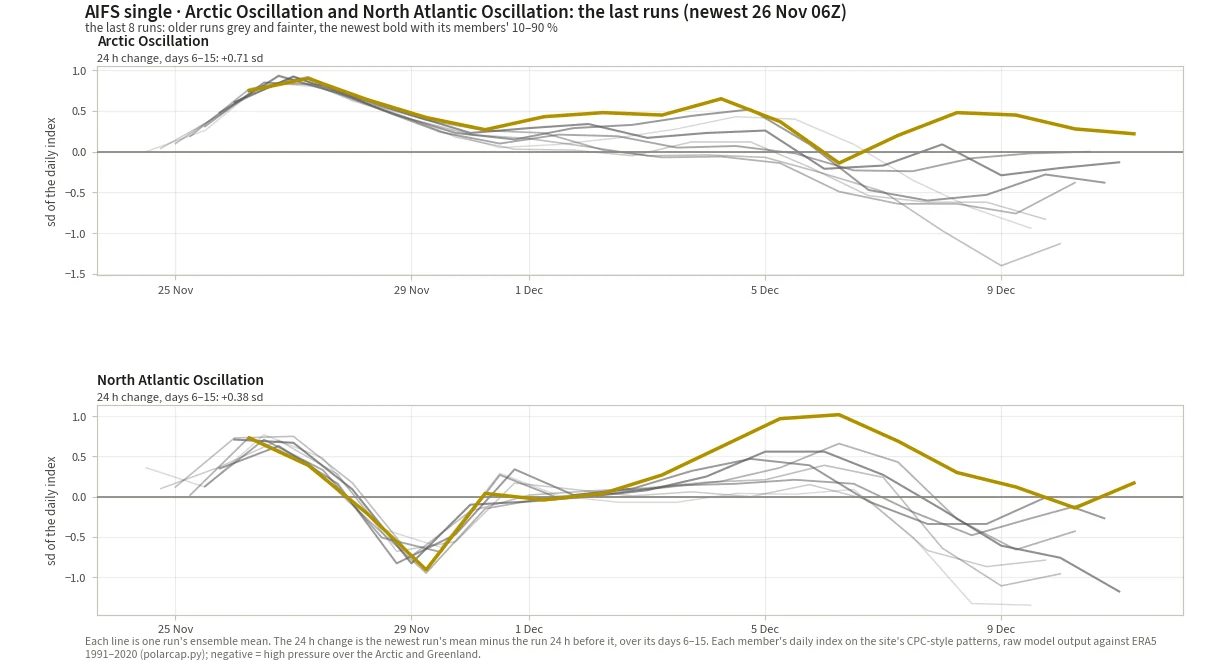 AIFS single · Arctic Oscillation and North Atlantic Oscillation: the last runs (newest 26 Nov 06Z)
the last 8 runs: older runs grey and fainter, the newest bold with its members' 10–90 %
Arctic Oscillation
24 h change, days 6–15: +0.71 sd
1.0
0.5
0.0
−0.5
−1.0
−1.5
sd of the daily index
25 Nov
29 Nov
1 Dec
5 Dec
9 Dec
North Atlantic Oscillation
24 h change, days 6–15: +0.38 sd
1.0
0.5
0.0
−0.5
−1.0
sd of the daily index
25 Nov
29 Nov
1 Dec
5 Dec
9 Dec
Each line is one run's ensemble mean. The 24 h change is the newest run's mean minus the run 24 h before it, over its days 6–15. Each member's daily index on the site's CPC-style patterns, raw model output against ERA5
1991–2020 (polarcap.py); negative = high pressure over the Arctic and Greenland.